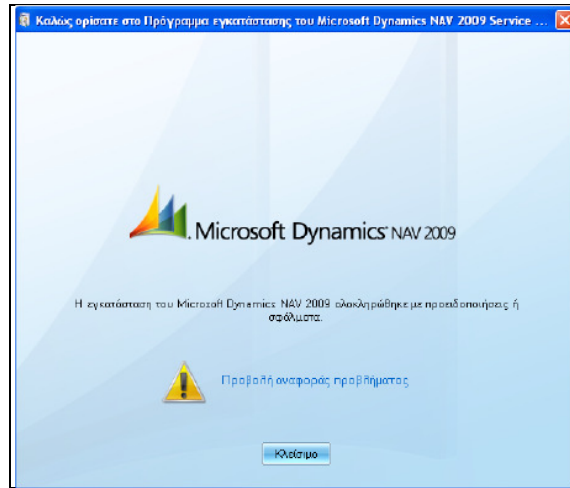 Καλώς ορίσατε στο Πρόγραμμα εγκατάστασης του Microsoft Dynamics NAV 2009 Service ...
Microsoft Dynamics NAV 2009
Η εγκατάσταση του Microsoft Dynamics NAV 2009 ολοκληρώθηκε με προειδοποιήσεις ή
σφάλματα.
Προβολή αναφοράς προβλήματος
Κλείσιμο